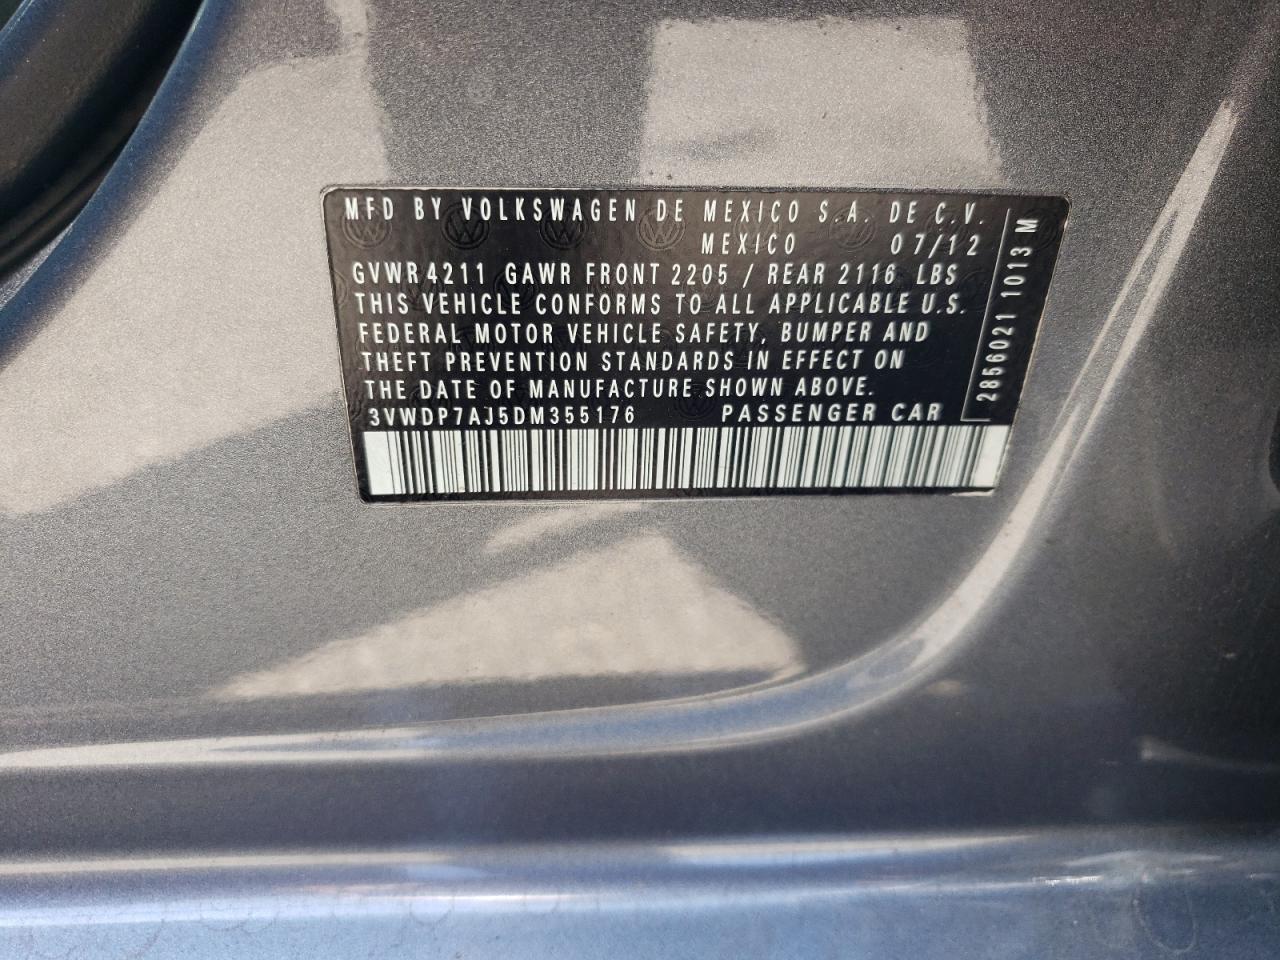 MFD BY VOLKSWAGEN DE MEXICO S.A. DE C.V.
MEXICO 07/12
GVWR 4211 GAWR FRONT 2205 / REAR 2116 LBS
THIS VEHICLE CONFORMS TO ALL APPLICABLE U.S.
FEDERAL MOTOR VEHICLE SAFETY, BUMPER AND
THEFT PREVENTION STANDARDS IN EFFECT ON
THE DATE OF MANUFACTURE SHOWN ABOVE.
3VWDP7AJ5DM355176 PASSENGER CAR
2856021 1013 M